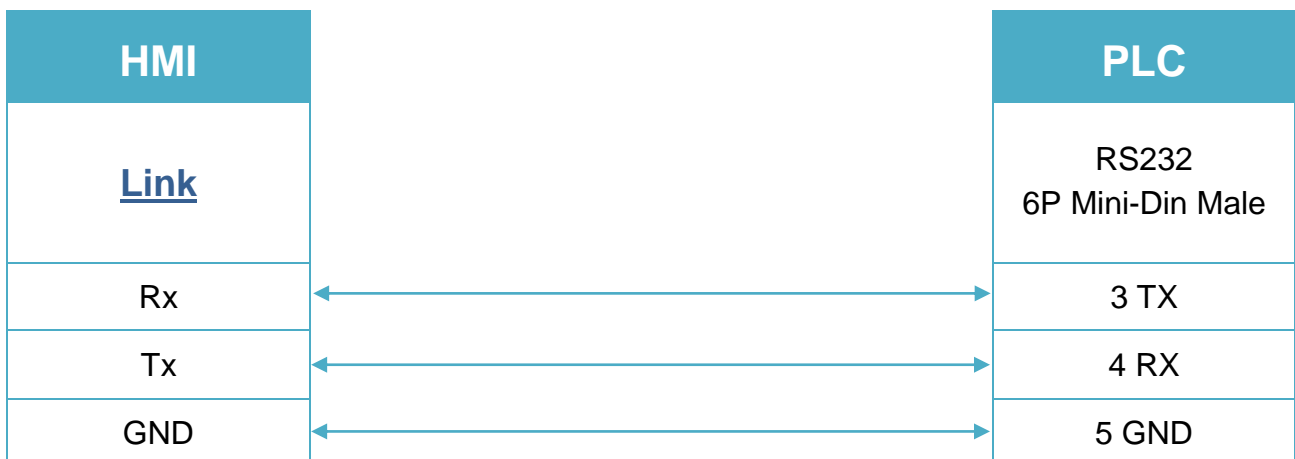 HMI
PLC
Link
RS232
6P Mini-Din Male
Rx
3 TX
Tx
4 RX
GND
5 GND